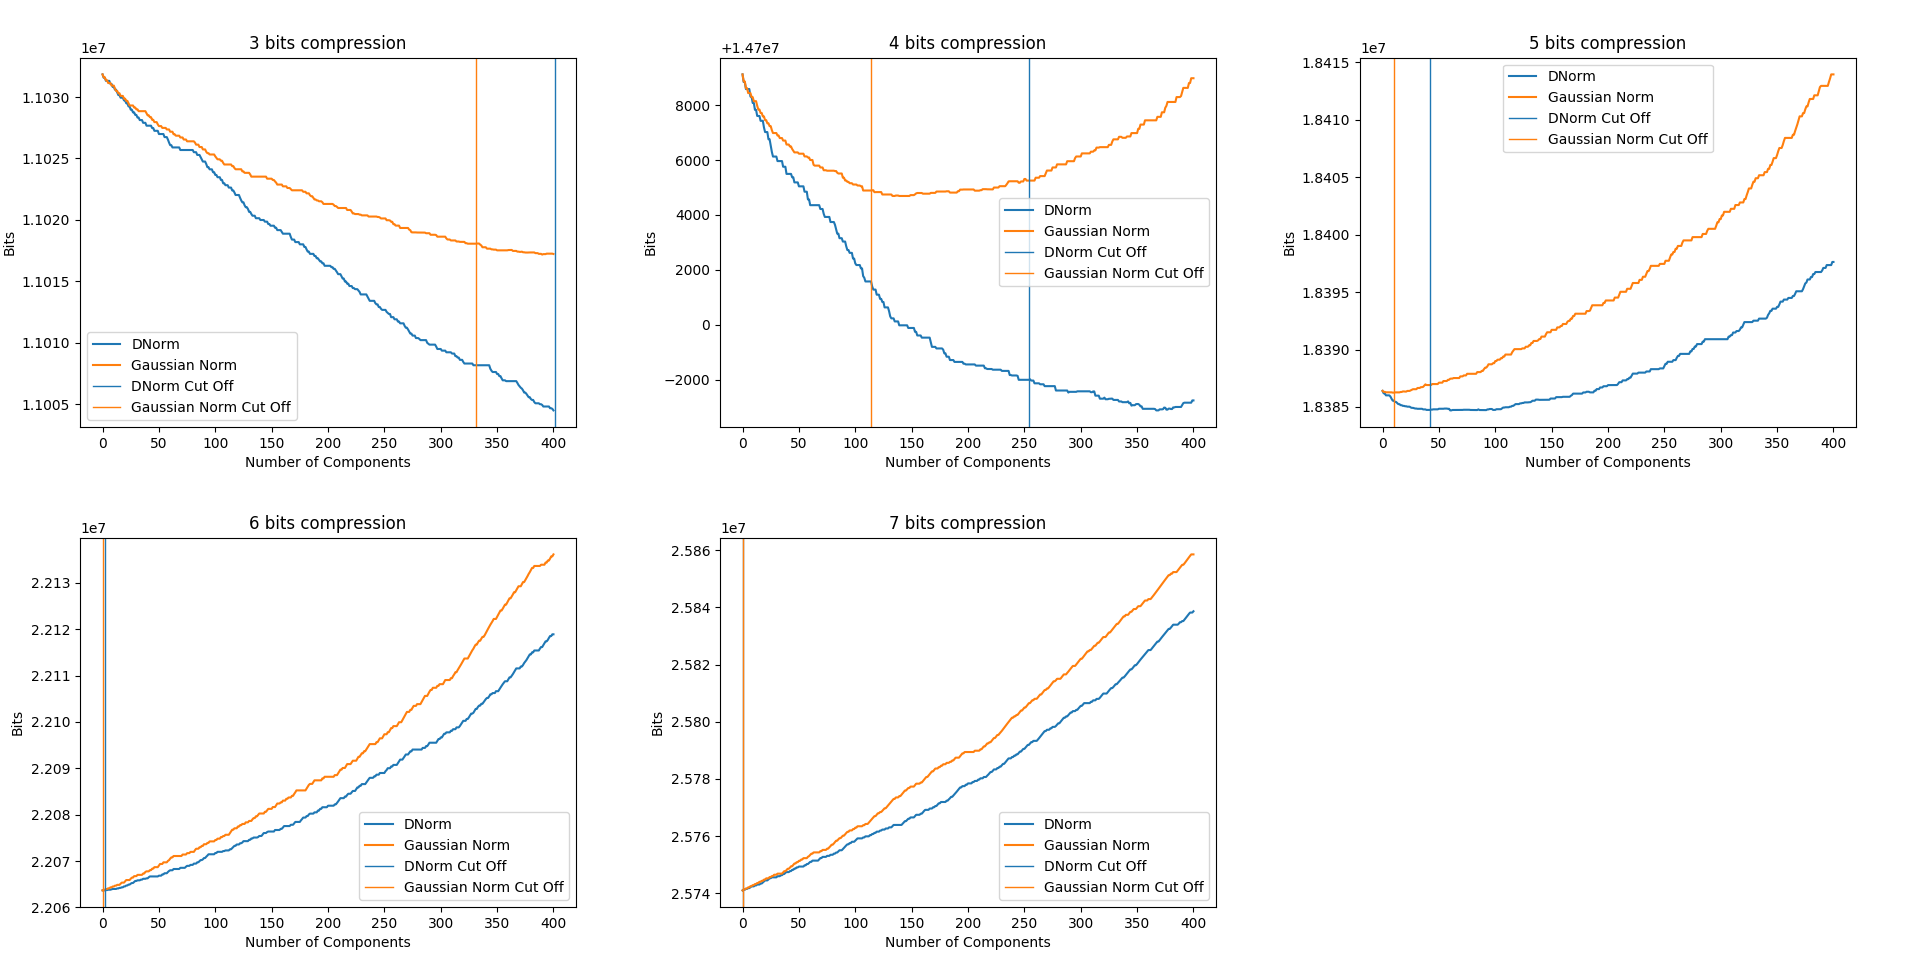 3 bits compression
1e7
1.1030
1.1025
1.1020
1.1015
1.1010
1.1005
Bits
0 50 100 150 200 250 300 350 400
Number of Components
DNorm
Gaussian Norm
DNorm Cut Off
Gaussian Norm Cut Off
4 bits compression
+1.47e7
8000
6000
4000
2000
0
−2000
Bits
0 50 100 150 200 250 300 350 400
Number of Components
DNorm
Gaussian Norm
DNorm Cut Off
Gaussian Norm Cut Off
5 bits compression
1e7
1.8415
1.8410
1.8405
1.8400
1.8395
1.8390
1.8385
Bits
0 50 100 150 200 250 300 350 400
Number of Components
DNorm
Gaussian Norm
DNorm Cut Off
Gaussian Norm Cut Off
6 bits compression
1e7
2.213
2.212
2.211
2.210
2.209
2.208
2.207
2.206
Bits
0 50 100 150 200 250 300 350 400
Number of Components
DNorm
Gaussian Norm
DNorm Cut Off
Gaussian Norm Cut Off
7 bits compression
1e7
2.586
2.584
2.582
2.580
2.578
2.576
2.574
Bits
0 50 100 150 200 250 300 350 400
Number of Components
DNorm
Gaussian Norm
DNorm Cut Off
Gaussian Norm Cut Off